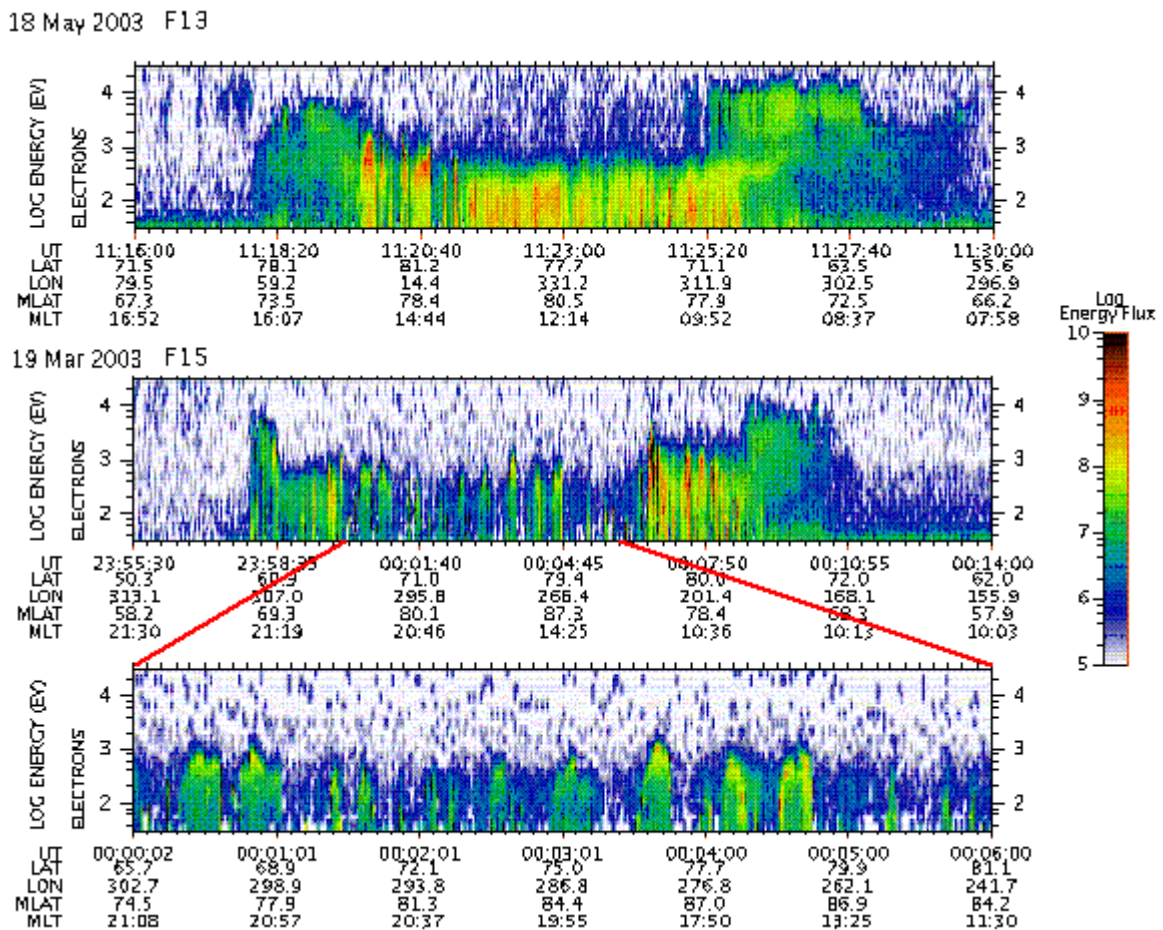 18 May 2003 F13
LOG ENERGY (EV)
ELECTRONS
4
3
2
4
3
2
UT 11:16:00 11:18:20 11:20:40 11:23:00 11:25:20 11:27:40 11:30:00
LAT 71.5 78.1 81.2 77.7 71.1 63.5 55.6
LON 79.5 59.2 14.4 331.2 311.9 302.5 296.9
MLAT 67.3 73.5 78.4 80.5 77.9 72.5 66.2
MLT 16:52 16:07 14:44 12:14 09:52 08:37 07:58
Log
Energy Flux
10
9
8
7
6
5
19 Mar 2003 F15
LOG ENERGY (EV)
ELECTRONS
4
3
2
4
3
2
UT 23:55:30 00:01:40 00:04:45 00:07:50 00:10:55 00:14:00
LAT 50.3 71.0 79.4 80.0 72.0 62.0
LON 313.1 295.8 266.4 201.4 168.1 155.9
MLAT 58.2 69.3 80.1 87.3 78.4 57.9
MLT 21:30 21:19 20:46 14:25 10:36 10:13 10:03
LOG ENERGY (EV)
ELECTRONS
4
3
2
4
3
2
UT 00:00:02 00:01:01 00:02:01 00:03:01 00:04:00 00:05:00 00:06:00
LAT 65.7 68.9 72.1 75.0 77.7 79.9 81.1
LON 302.7 298.9 293.8 286.8 276.8 262.1 241.7
MLAT 74.5 77.9 81.3 84.4 87.0 86.9 84.2
MLT 21:08 20:57 20:37 19:55 17:50 13:25 11:30